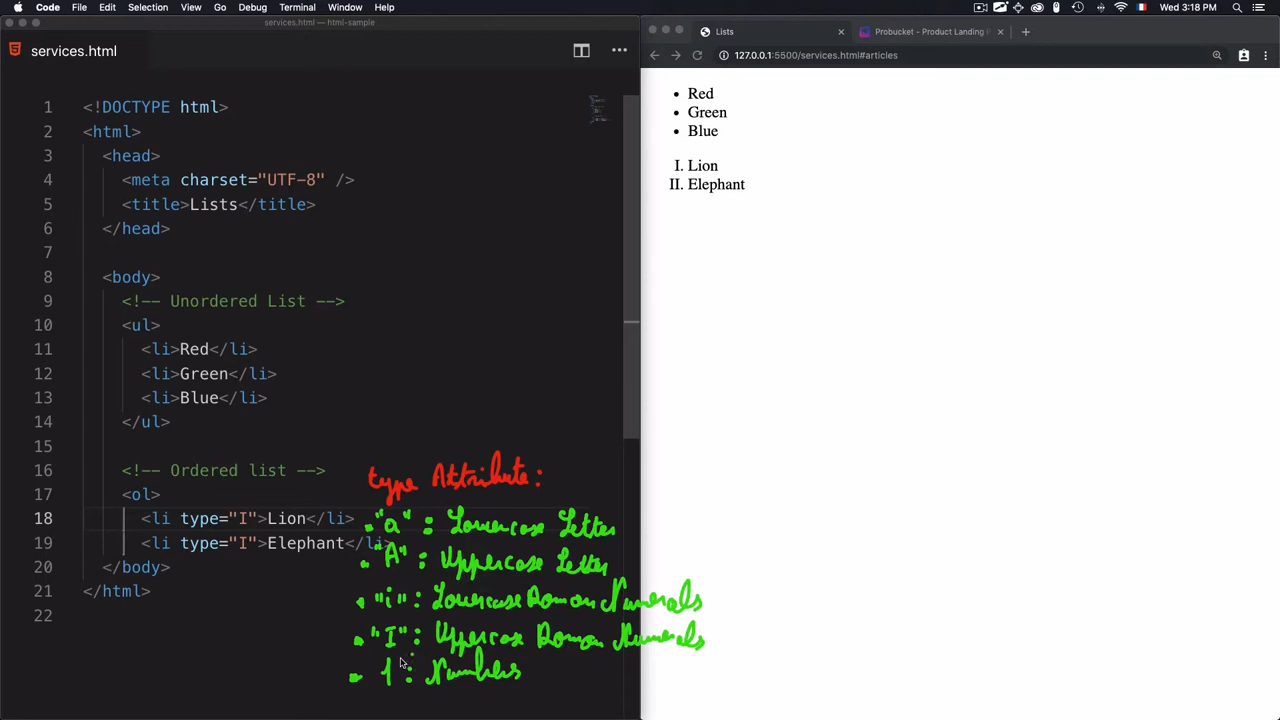 Code File Edit Selection View Go Debug Terminal Window Help
Wed 3:18 PM
services.html — html-sample
services.html
1 <!DOCTYPE html>
2 <html>
3 <head>
4 <meta charset="UTF-8" />
5 <title>Lists</title>
6 </head>
7
8 <body>
9 <!-- Unordered List -->
10 <ul>
11 <li>Red</li>
12 <li>Green</li>
13 <li>Blue</li>
14 </ul>
15
16 <!-- Ordered list -->
17 <ol>
18 <li type="I">Lion</li>
19 <li type="I">Elephant</li>
20 </body>
21 </html>
22
type Attribute:
"a" : Lowercase Letter
"A" : Uppercase Letter
"i" : Lowercase Roman Numerals
"I" : Uppercase Roman Numerals
1 : Numbers
Lists
Probucket - Product Landing
127.0.0.1:5500/services.html#articles
• Red
• Green
• Blue
I. Lion
II. Elephant